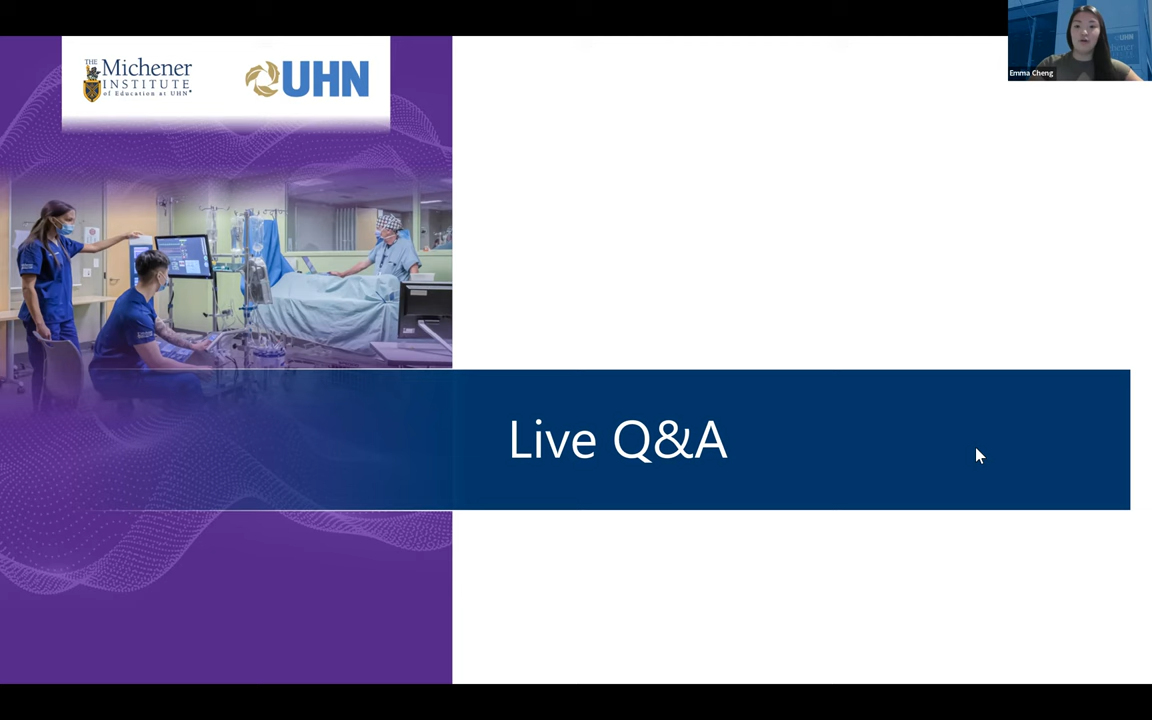 THE
Michener
INSTITUTE
of Education at UHN
UHN
Emma Cheng
Live Q&A